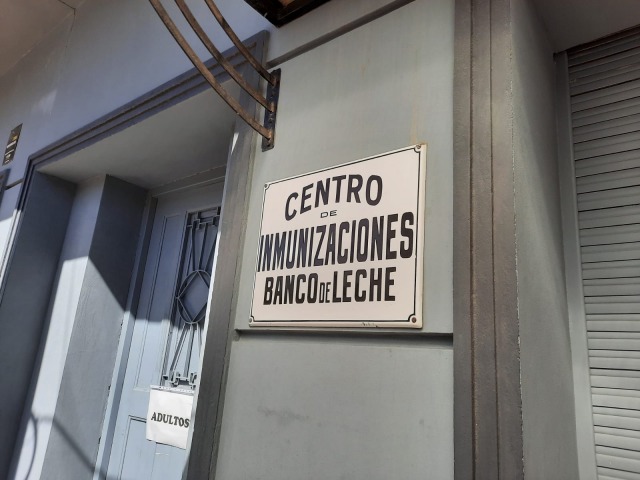 CENTRO
DE
INMUNIZACIONES
BANCO DE LECHE
ADULTOS